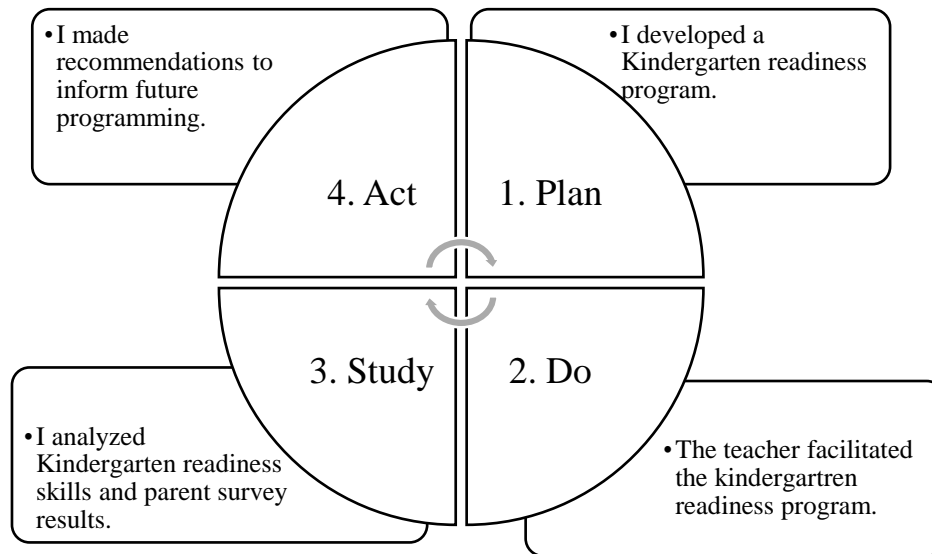 •I made
recommendations to
inform future
programming.
•I developed a
Kindergarten readiness
program.
4. Act
1. Plan
3. Study
2. Do
•I analyzed
Kindergarten readiness
skills and parent survey
results.
•The teacher facilitated
the kindergartren
readiness program.